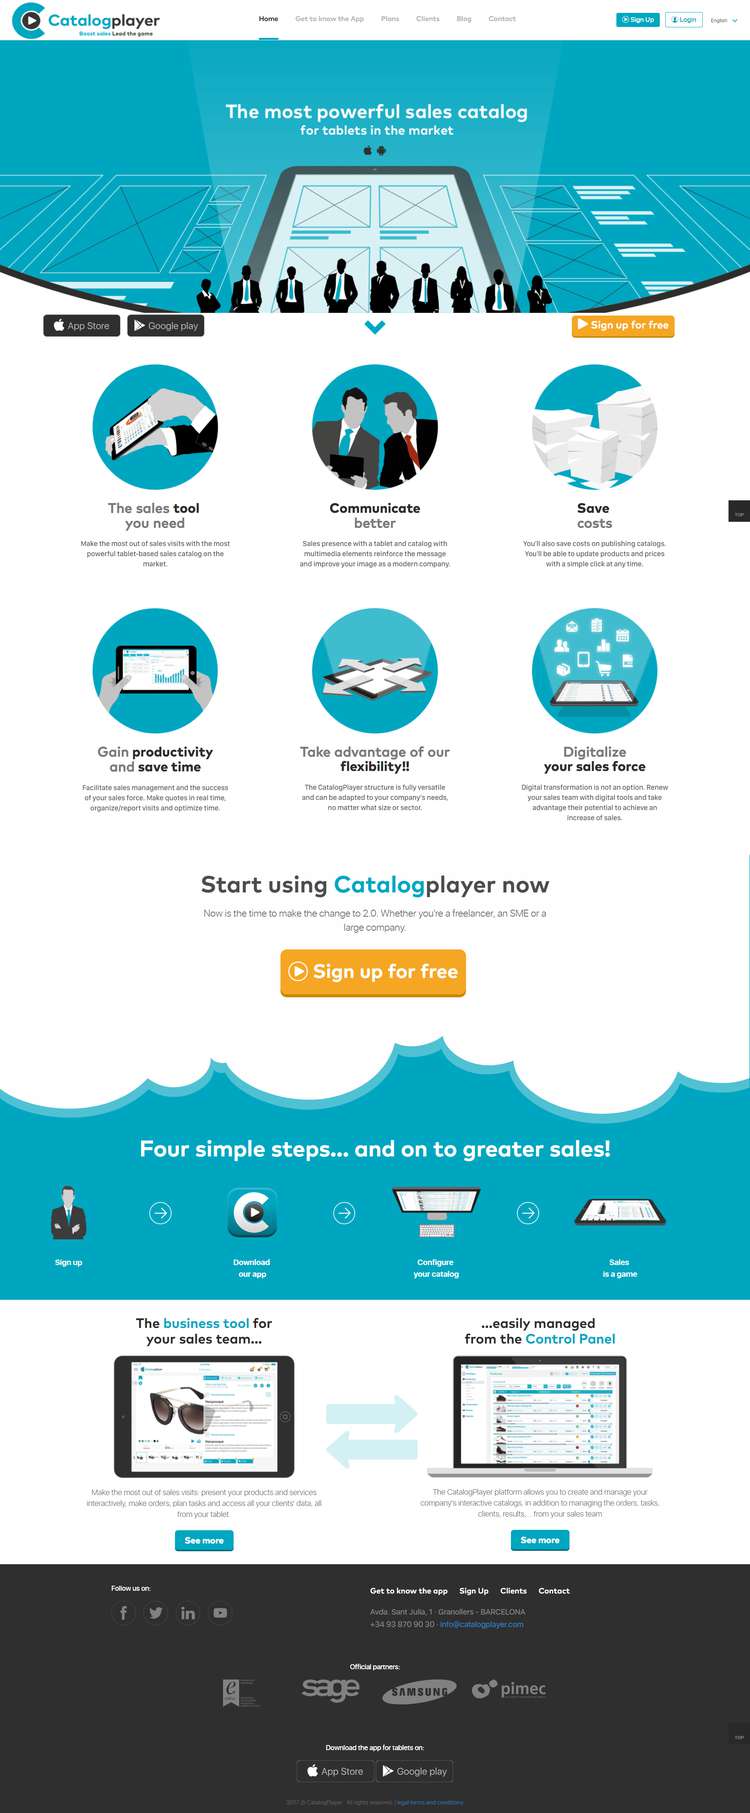 Catalogplayer
Boost sales Lead the game
Home Get to know the App Plans Clients Blog Contact
Sign Up Login English
The most powerful sales catalog
for tablets in the market
App Store Google play
Sign up for free
The sales tool
you need
Make the most out of sales visits with the most
powerful tablet-based sales catalog on the
market.
Communicate
better
Sales presence with a tablet and catalog with
multimedia elements reinforce the message
and improve your image as a modern company.
Save
costs
You'll also save costs on publishing catalogs.
You'll be able to update products and prices
with a simple click at any time.
TOP
Gain productivity
and save time
Facilitate sales management and the success
of your sales force. Make quotes in real time,
organize/report visits and optimize time.
Take advantage of our
flexibility!!
The CatalogPlayer structure is fully versatile
and can be adapted to your company's needs,
no matter what size or sector.
Digitalize
your sales force
Digital transformation is not an option. Renew
your sales team with digital tools and take
advantage their potential to achieve an
increase of sales.
Start using Catalogplayer now
Now is the time to make the change to 2.0. Whether you're a freelancer, an SME or a
large company.
Sign up for free
Four simple steps... and on to greater sales!
Sign up
Download
our app
Configure
your catalog
Sales
is a game
The business tool for
your sales team...
Make the most out of sales visits: present your products and services
interactively, make orders, plan tasks and access all your clients' data, all
from your tablet
See more
...easily managed
from the Control Panel
The CatalogPlayer platform allows you to create and manage your
company's interactive catalogs, in addition to managing the orders, tasks,
clients, results,... from your sales team
See more
Follow us on:
Get to know the app Sign Up Clients Contact
Avda. Sant Julia, 1 · Granollers - BARCELONA
+34 93 870 90 30 · info@catalogplayer.com
Official partners:
sage
SAMSUNG
pimec
TOP
Download the app for tablets on:
App Store Google play
2017 @ CatalogPlayer . All rights reserved. | legal terms and conditions